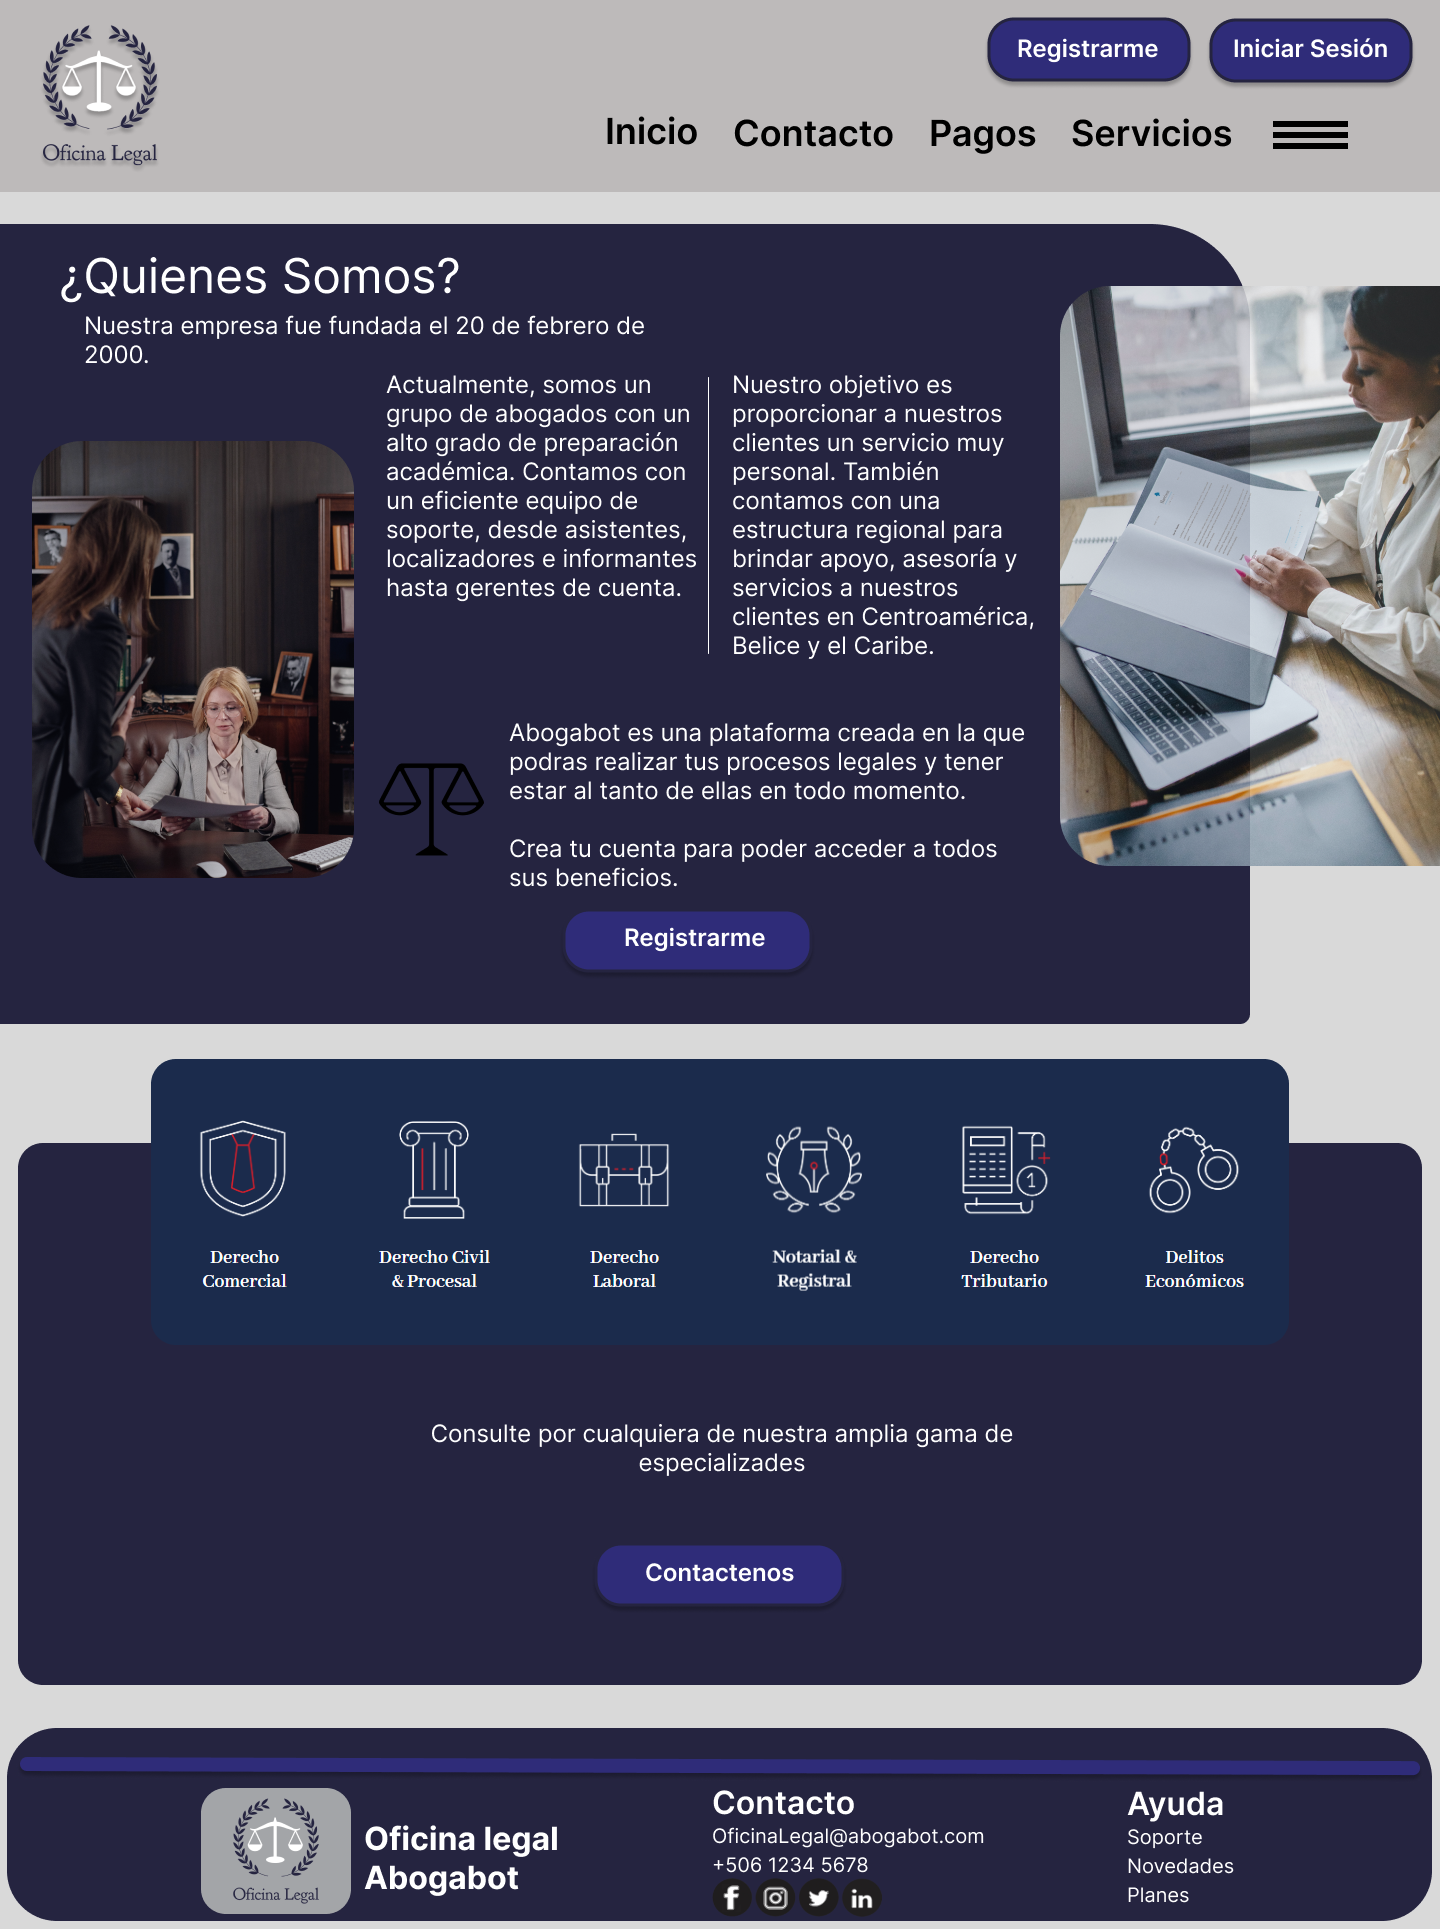 Oficina Legal
Registrarme
Iniciar Sesión
Inicio
Contacto
Pagos
Servicios
¿Quienes Somos?
Nuestra empresa fue fundada el 20 de febrero de
2000.
Actualmente, somos un
grupo de abogados con un
alto grado de preparación
académica. Contamos con
un eficiente equipo de
soporte, desde asistentes,
localizadores e informantes
hasta gerentes de cuenta.
Nuestro objetivo es
proporcionar a nuestros
clientes un servicio muy
personal. También
contamos con una
estructura regional para
brindar apoyo, asesoría y
servicios a nuestros
clientes en Centroamérica,
Belice y el Caribe.
Abogabot es una plataforma creada en la que
podras realizar tus procesos legales y tener
estar al tanto de ellas en todo momento.
Crea tu cuenta para poder acceder a todos
sus beneficios.
Registrarme
Derecho
Comercial
Derecho Civil
& Procesal
Derecho
Laboral
Notarial &
Registral
1
Derecho
Tributario
Delitos
Económicos
Consulte por cualquiera de nuestra amplia gama de
especializades
Contactenos
Oficina Legal
Oficina legal
Abogabot
Contacto
OficinaLegal@abogabot.com
+506 1234 5678
Ayuda
Soporte
Novedades
Planes